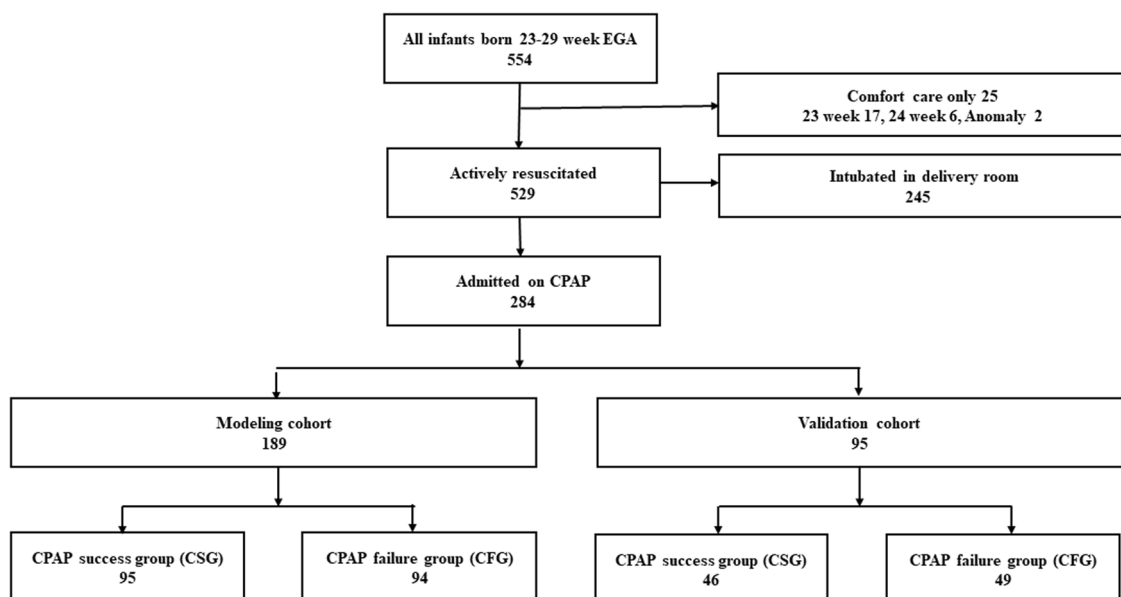 All infants born 23-29 week EGA
554
Comfort care only 25
23 week 17, 24 week 6, Anomaly 2
Actively resuscitated
529
Intubated in delivery room
245
Admitted on CPAP
284
Modeling cohort
189
Validation cohort
95
CPAP success group (CSG)
95
CPAP failure group (CFG)
94
CPAP success group (CSG)
46
CPAP failure group (CFG)
49